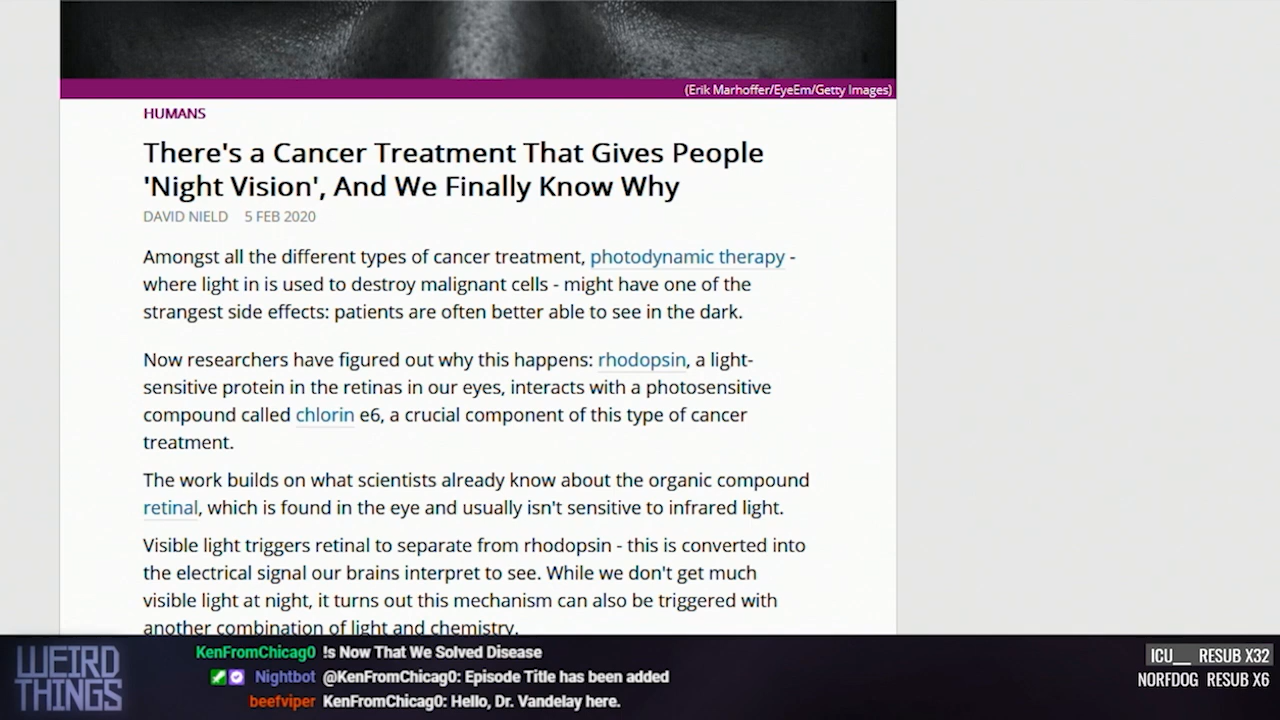 (Erik Marhoffer/EyeEm/Getty Images)
HUMANS
There's a Cancer Treatment That Gives People
'Night Vision', And We Finally Know Why
DAVID NIELD 5 FEB 2020
Amongst all the different types of cancer treatment, photodynamic therapy -
where light in is used to destroy malignant cells - might have one of the
strangest side effects: patients are often better able to see in the dark.
Now researchers have figured out why this happens: rhodopsin, a light-
sensitive protein in the retinas in our eyes, interacts with a photosensitive
compound called chlorin e6, a crucial component of this type of cancer
treatment.
The work builds on what scientists already know about the organic compound
retinal, which is found in the eye and usually isn't sensitive to infrared light.
Visible light triggers retinal to separate from rhodopsin - this is converted into
the electrical signal our brains interpret to see. While we don't get much
visible light at night, it turns out this mechanism can also be triggered with
another combination of light and chemistry.
WEIRD
THINGS
KenFromChicag0 !s Now That We Solved Disease
Nightbot @KenFromChicag0: Episode Title has been added
beefviper KenFromChicag0: Hello, Dr. Vandelay here.
ICU__ RESUB X32
NORFDOG RESUB X6